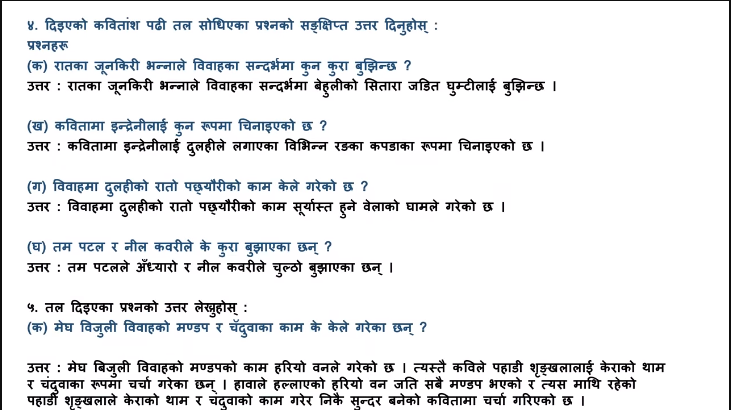 ४. दिइएको कवितांश पढी तल सोधिएका प्रश्नको सङ्क्षिप्त उत्तर दिनुहोस् :
प्रश्नहरू
(क) रातका जूनकिरी भन्नाले विवाहका सन्दर्भमा कुन कुरा बुझिन्छ ?
उत्तर : रातका जूनकिरी भन्नाले विवाहका सन्दर्भमा बेहुलीको सितारा जडित घुम्टीलाई बुझिन्छ ।
(ख) कवितामा इन्द्रेनीलाई कुन रूपमा चिनाइएको छ ?
उत्तर : कवितामा इन्द्रेनीलाई दुलहीले लगाएका विभिन्न रङका कपडाका रूपमा चिनाइएको छ ।
(ग) विवाहमा दुलहीको रातो पछ्यौरीको काम केले गरेको छ ?
उत्तर : विवाहमा दुलहीको रातो पछ्यौरीको काम सूर्यास्त हुने वेलाको घामले गरेको छ ।
(घ) तम पटल र नील कवरीले के कुरा बुझाएका छन् ?
उत्तर : तम पटलले अँध्यारो र नील कवरीले चुल्ठो बुझाएका छन् ।
५. तल दिइएका प्रश्नको उत्तर लेख्नुहोस् :
(क) मेघ विजुली विवाहको मण्डप र चँदुवाका काम के केले गरेका छन् ?
उत्तर : मेघ बिजुली विवाहको मण्डपको काम हरियो वनले गरेको छ । त्यस्तै कविले पहाडी शृङ्खलालाई केराको थाम
र चंदुवाका रूपमा चर्चा गरेका छन् । हावाले हल्लाएको हरियो वन जति सबै मण्डप भएको र त्यस माथि रहेको
पहाडी शृङ्खलाले केराको थाम र चंदुवाको काम गरेर निकै सुन्दर बनेको कवितामा चर्चा गरिएको छ ।